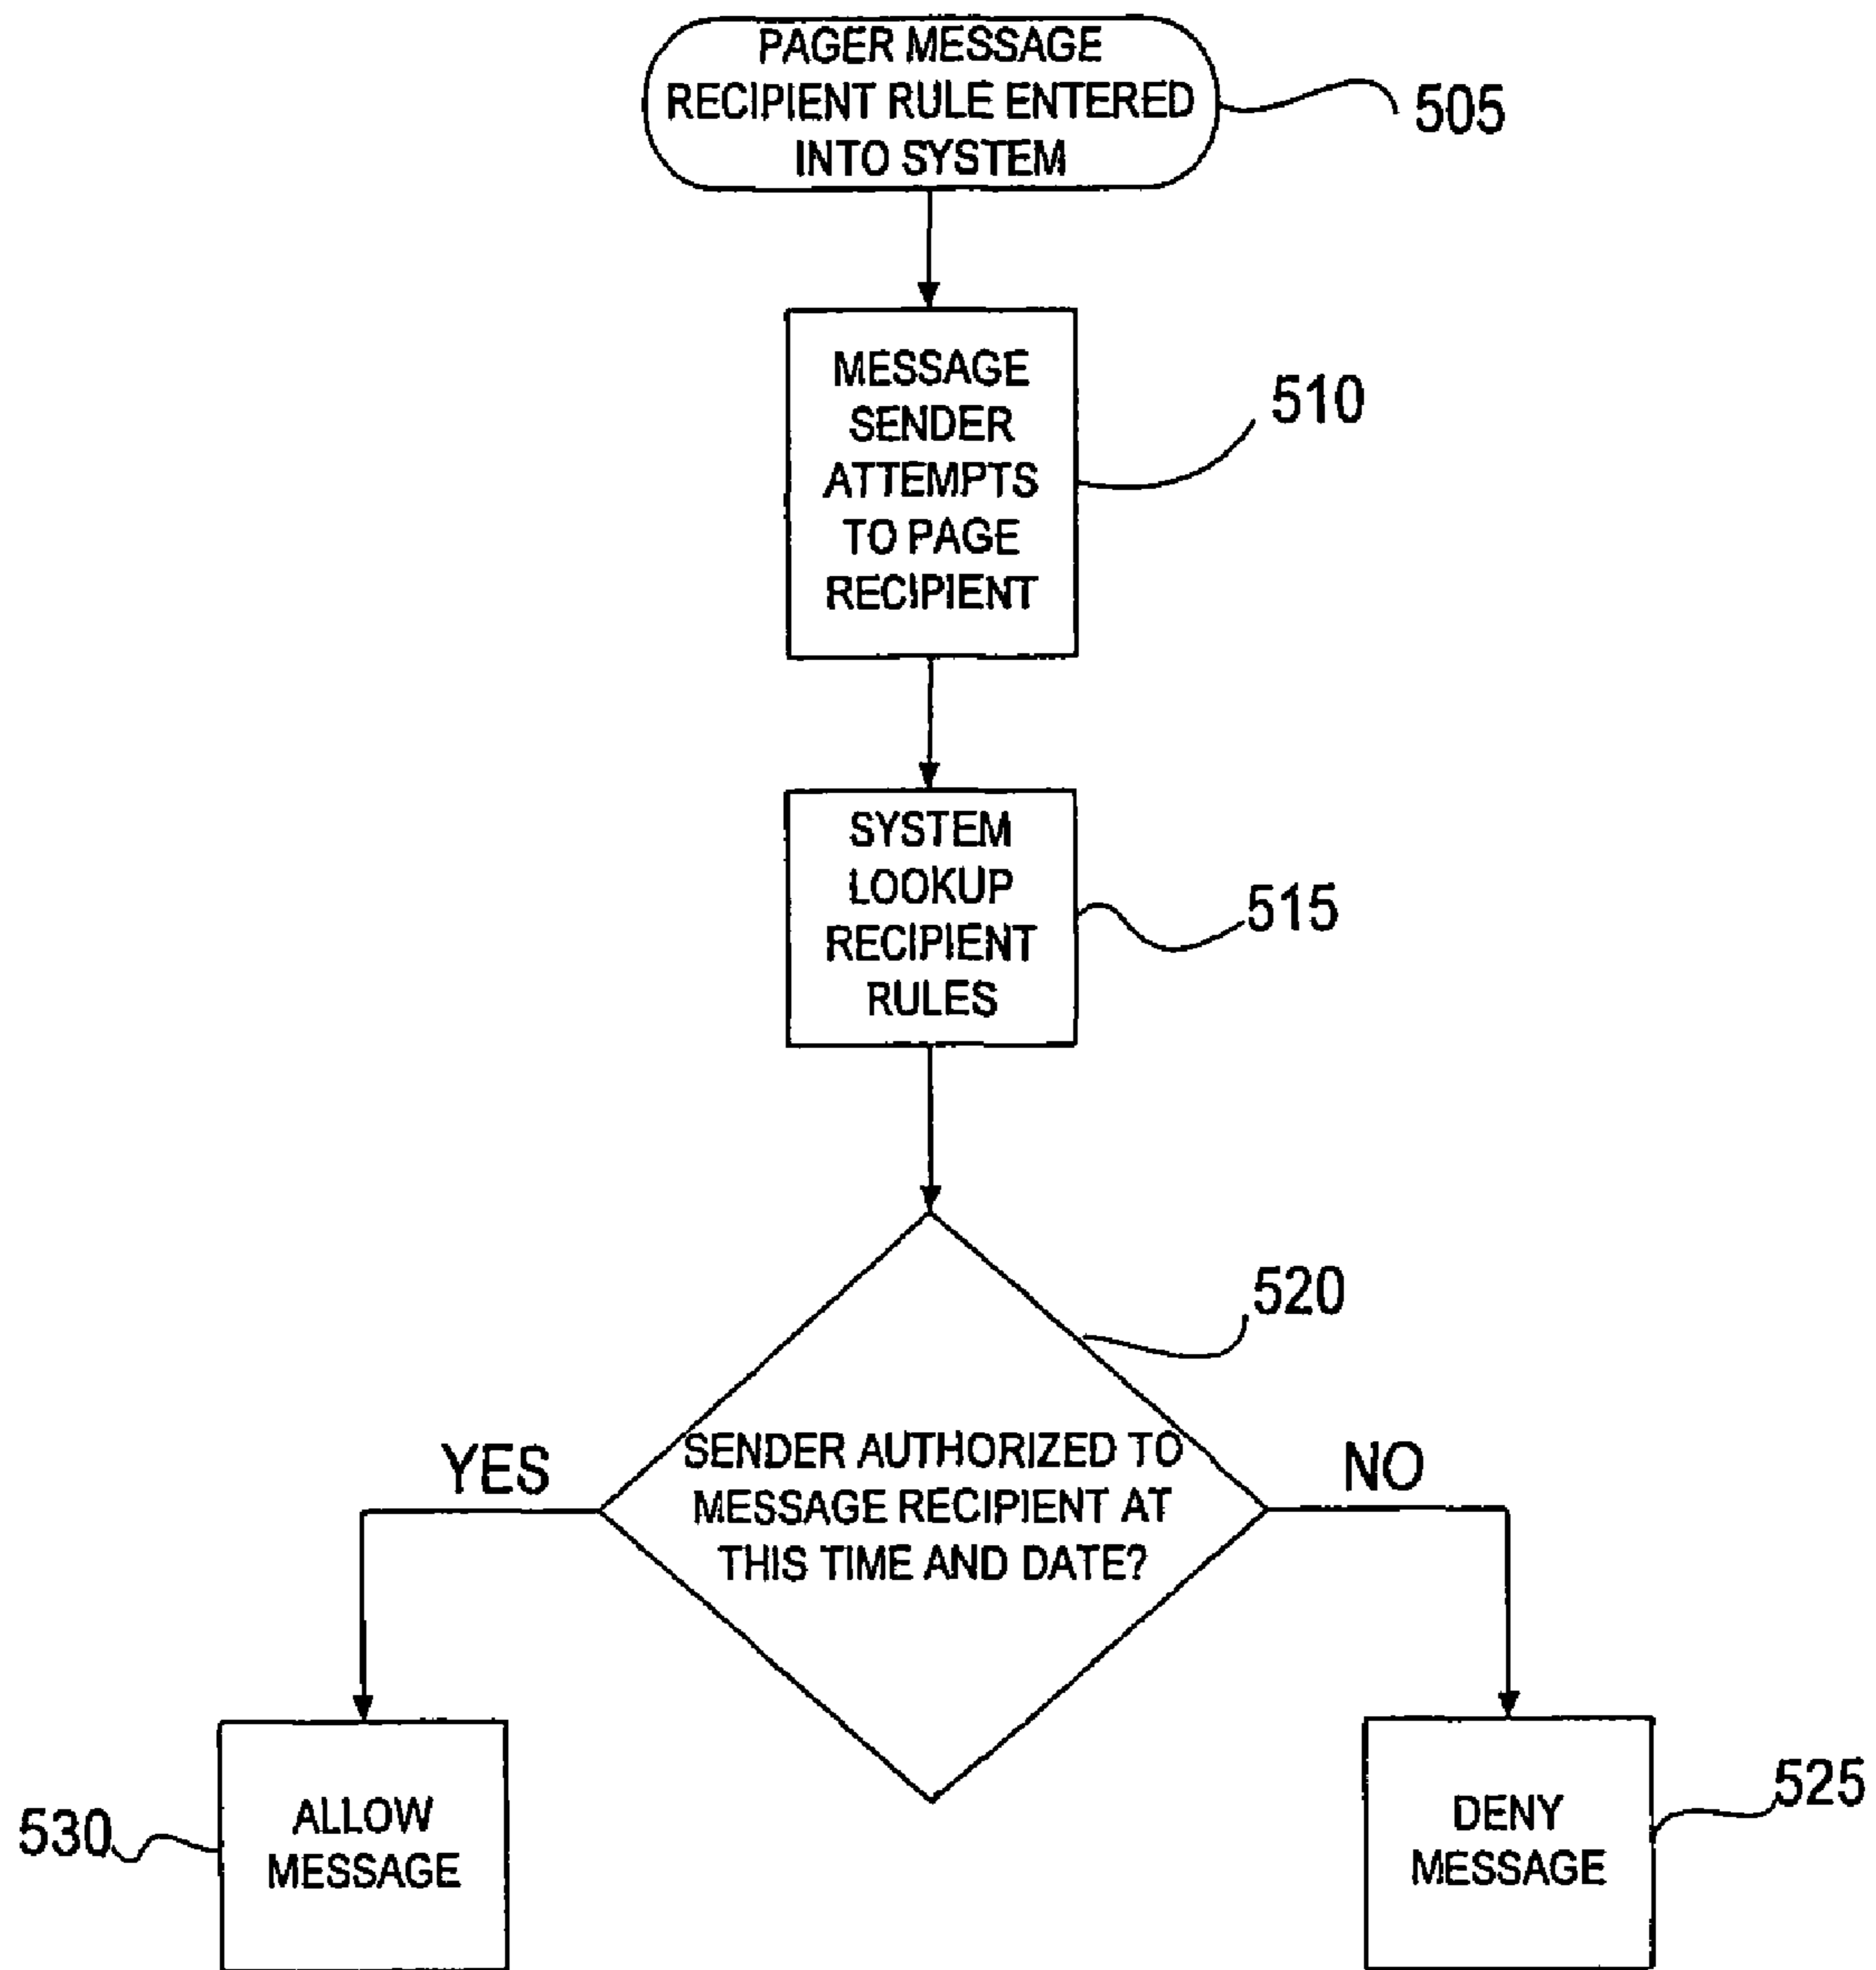 PAGER MESSAGE
RECIPIENT RULE ENTERED
INTO SYSTEM
505
MESSAGE
SENDER
ATTEMPTS
TO PAGE
RECIPIENT
510
SYSTEM
LOOKUP
RECIPIENT
RULES
515
520
YES
SENDER AUTHORIZED TO
MESSAGE RECIPIENT AT
THIS TIME AND DATE?
NO
530
ALLOW
MESSAGE
DENY
MESSAGE
525